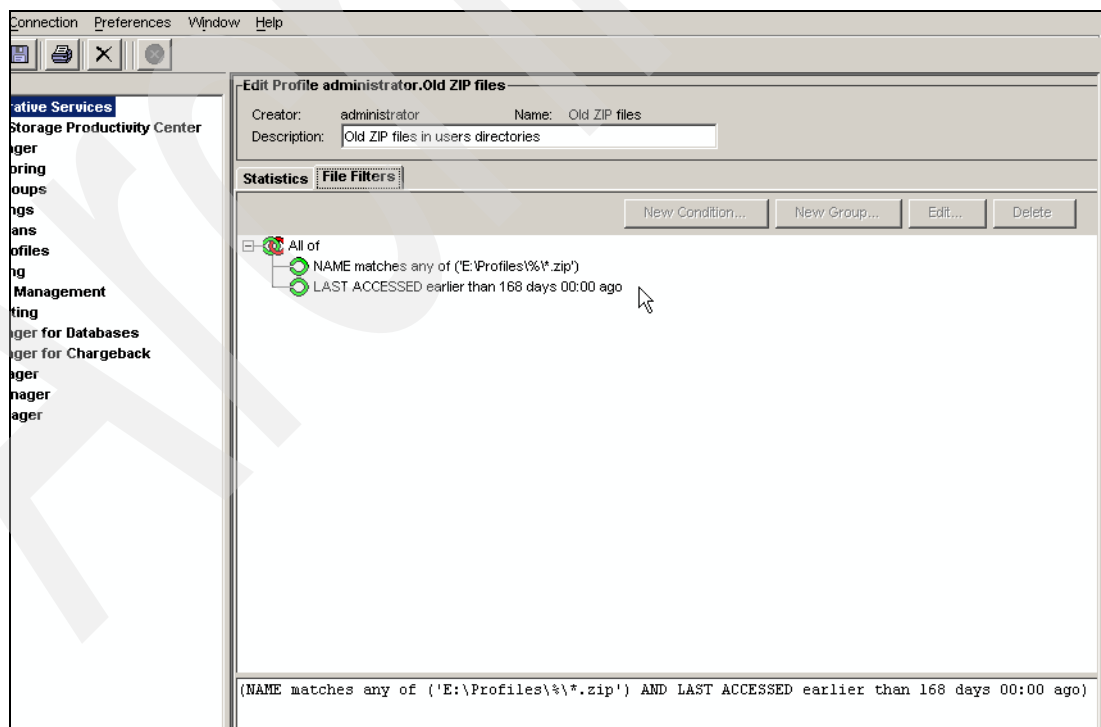 Connection Preferences Window Help
Edit Profile administrator.Old ZIP files
Creator: administrator Name: Old ZIP files
Description: Old ZIP files in users directories
Statistics File Filters
New Condition... New Group... Edit... Delete
All of
NAME matches any of ('E:\Profiles\%\*.zip')
LAST ACCESSED earlier than 168 days 00:00 ago
rative Services
Storage Productivity Center
ager
oring
oups
ngs
ans
ofiles
ng
Management
ting
ager for Databases
ager for Chargeback
ager
nager
ager
(NAME matches any of ('E:\Profiles\%\*.zip') AND LAST ACCESSED earlier than 168 days 00:00 ago)